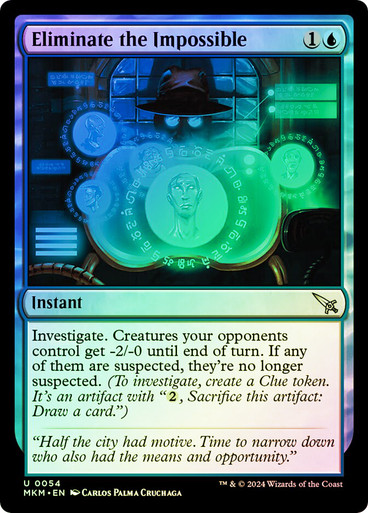 Eliminate the Impossible 1
Instant
Investigate. Creatures your opponents
control get -2/-0 until end of turn. If any
of them are suspected, they're no longer
suspected. (To investigate, create a Clue token.
It's an artifact with “2, Sacrifice this artifact:
Draw a card.”)
“Half the city had motive. Time to narrow down
who also had the means and opportunity.”
U 0054 ™ & © 2024 Wizards of the Coast
MKM • EN Carlos Palma Cruchaga